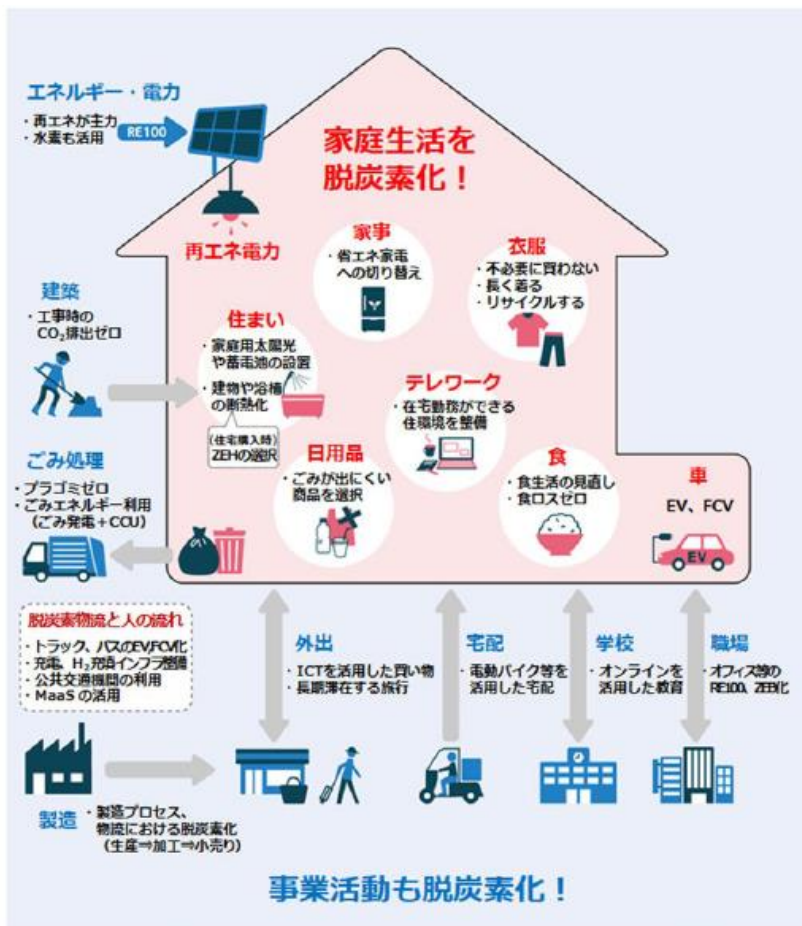 エネルギー・電力
・再エネが主力
・水素も活用
RE100
家庭生活を
脱炭素化！
再エネ電力
家事
・省エネ家電
への切り替え
衣服
・不必要に買わない
・長く着る
・リサイクルする
建築
・工事時の
CO₂排出ゼロ
住まい
・家庭用太陽光
や蓄電池の設置
・建物や浴槽
の断熱化
(住宅購入時)
ZEHの選択
テレワーク
・在宅勤務ができる
住環境を整備
ごみ処理
・プラゴミゼロ
・ごみエネルギー利用
（ごみ発電＋CCU）
日用品
・ごみが出にくい
商品を選択
食
・食生活の見直し
・食ロスゼロ
車
EV、FCV
EV
脱炭素物流と人の流れ
・トラック、バスのEV,FCV化
・充電、H₂充填インフラ整備
・公共交通機関の利用
・MaaSの活用
外出
・ICTを活用した買い物
・長期滞在する旅行
宅配
・電動バイク等を
活用した宅配
学校
・オンラインを
活用した教育
職場
・オフィス等の
RE100、ZEB化
製造
・製造プロセス、
物流における脱炭素化
（生産⇒加工⇒小売り）
事業活動も脱炭素化！